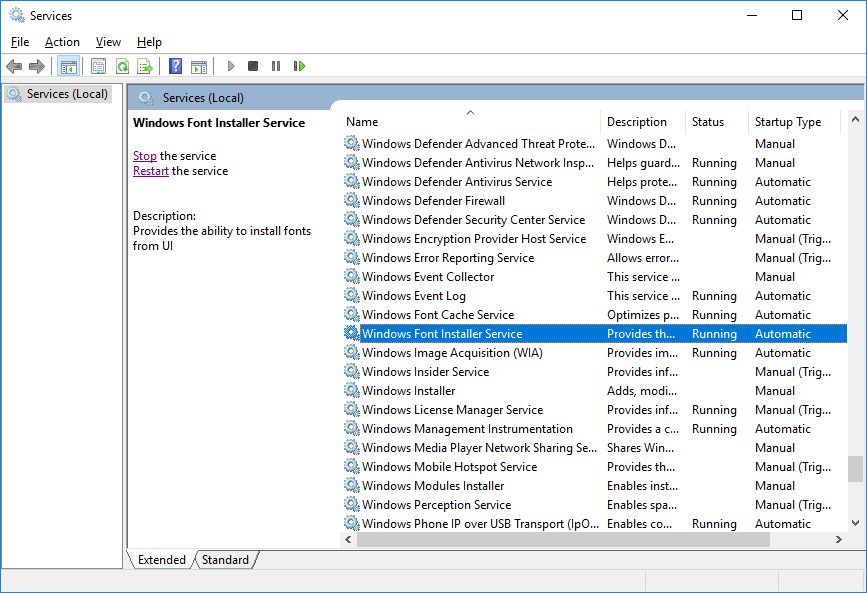 Services
File Action View Help
Services (Local)
Services (Local)
Windows Font Installer Service
Stop the service
Restart the service
Description:
Provides the ability to install fonts
from UI
Name Description Status Startup Type
Windows Defender Advanced Threat Prote... Windows D... Manual
Windows Defender Antivirus Network Insp... Helps guard... Running Manual
Windows Defender Antivirus Service Helps prote... Running Automatic
Windows Defender Firewall Windows D... Running Automatic
Windows Defender Security Center Service Windows D... Running Automatic
Windows Encryption Provider Host Service Windows E... Manual (Trig...
Windows Error Reporting Service Allows error... Manual (Trig...
Windows Event Collector This service ... Manual
Windows Event Log This service ... Running Automatic
Windows Font Cache Service Optimizes p... Running Automatic
Windows Font Installer Service Provides th... Running Automatic
Windows Image Acquisition (WIA) Provides im... Running Automatic
Windows Insider Service Provides inf... Manual (Trig...
Windows Installer Adds, modi... Manual
Windows License Manager Service Provides inf... Running Manual (Trig...
Windows Management Instrumentation Provides a c... Running Automatic
Windows Media Player Network Sharing Se... Shares Win... Manual
Windows Mobile Hotspot Service Provides th... Manual (Trig...
Windows Modules Installer Enables inst... Manual
Windows Perception Service Enables spa... Manual (Trig...
Windows Phone IP over USB Transport (IpO... Enables co... Running Automatic
Extended Standard